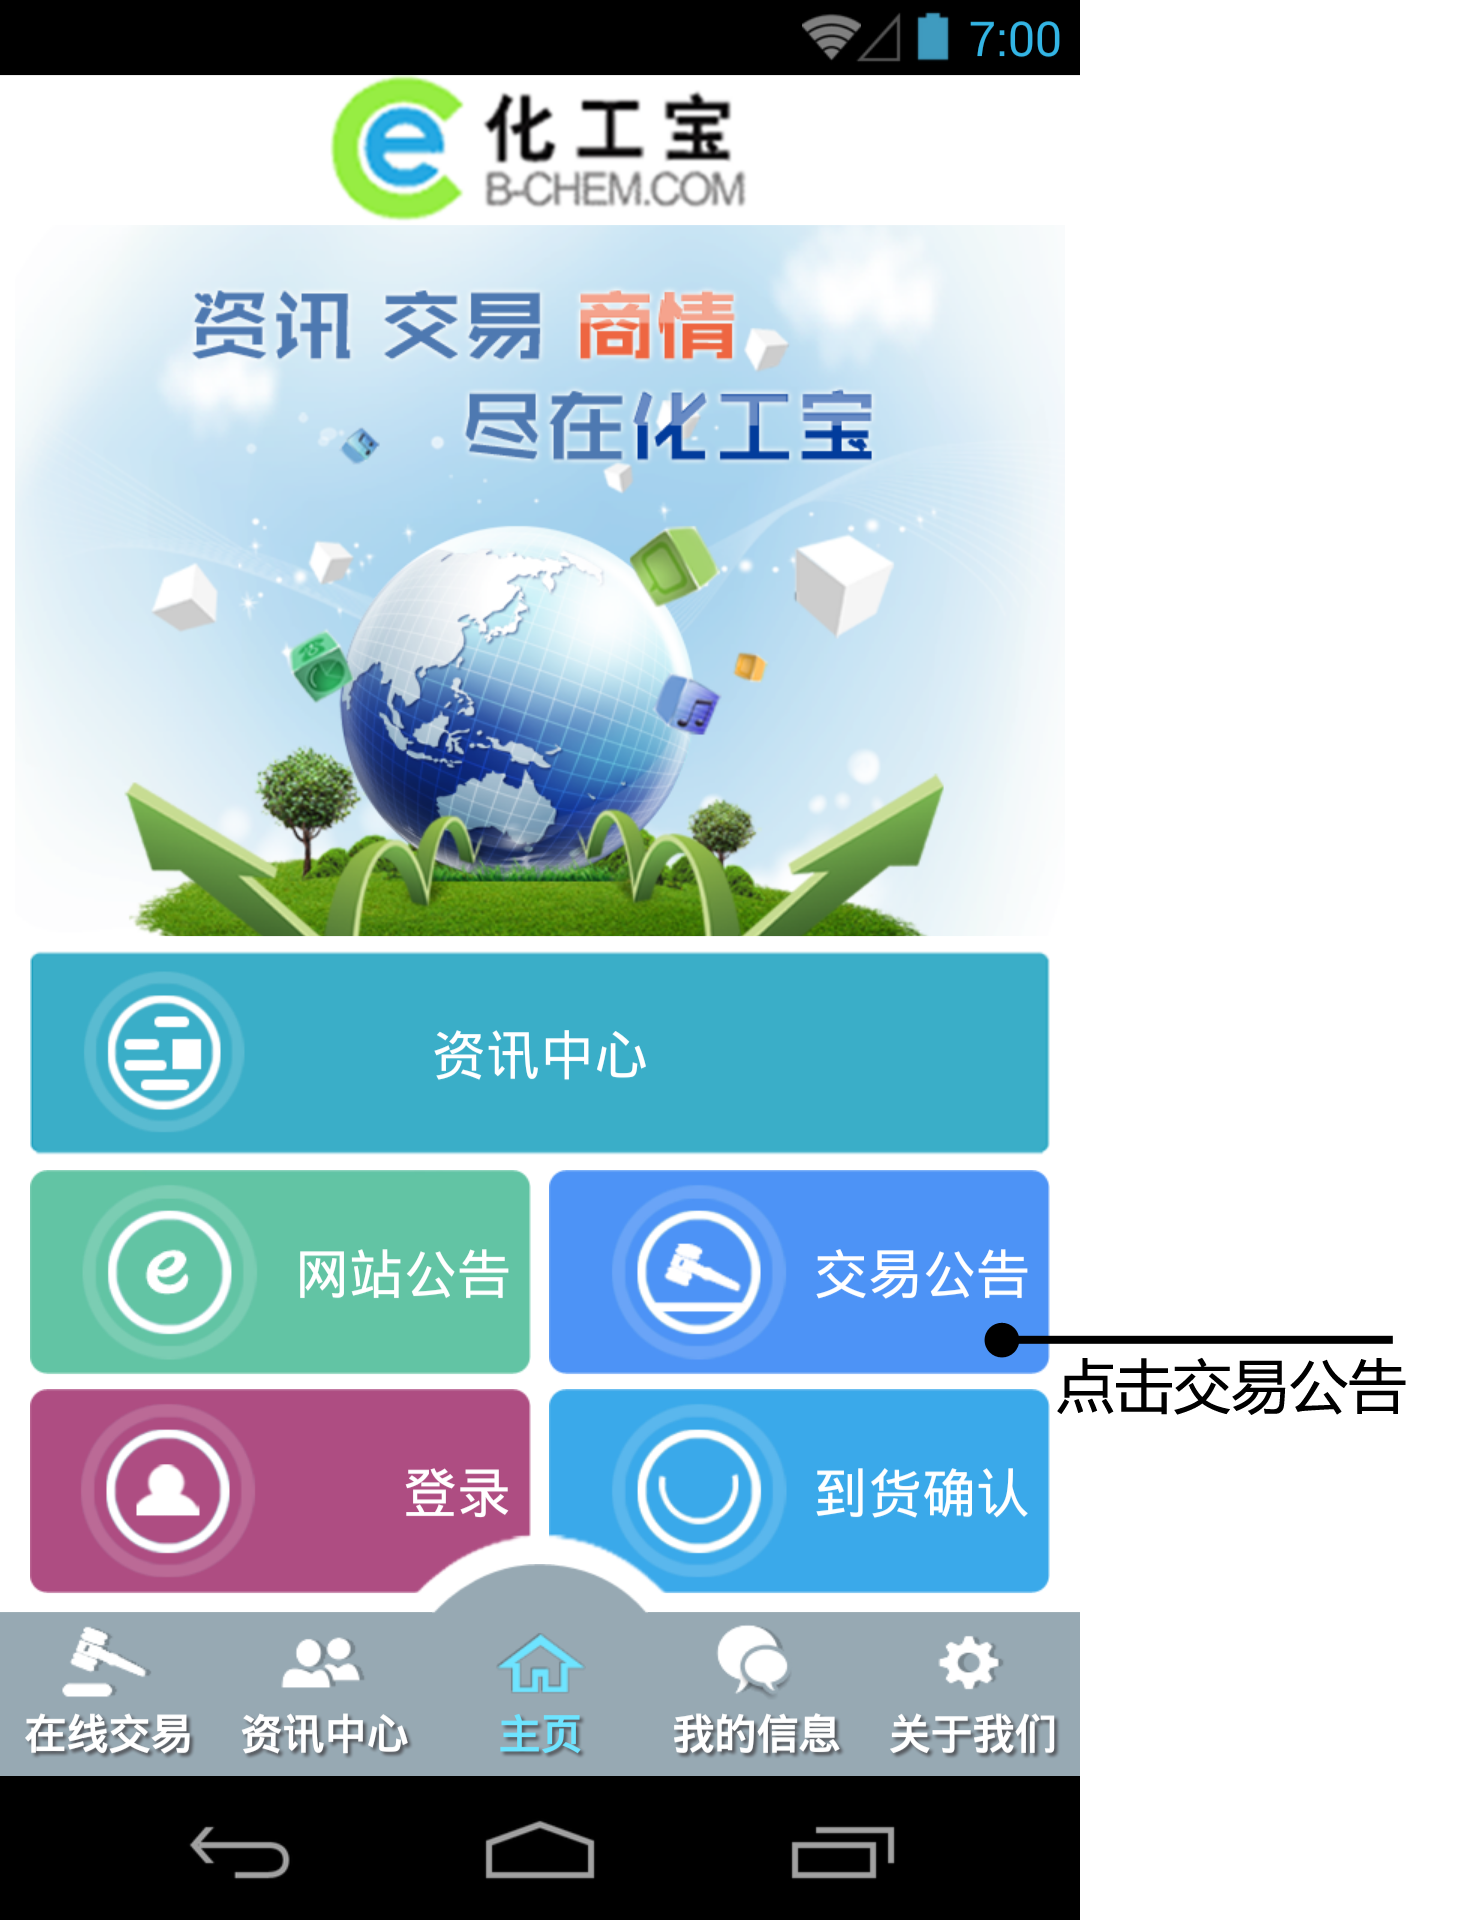 7:00
化工宝
B-CHEM.COM
资讯 交易 商情
尽在化工宝
资讯中心
网站公告
交易公告
点击交易公告
登录
到货确认
在线交易
资讯中心
主页
我的信息
关于我们